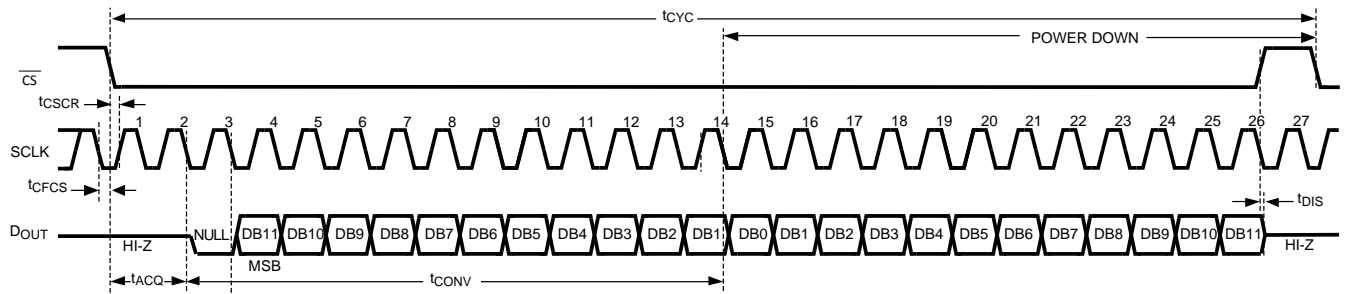 tCYC
POWER DOWN
CS
tCSCR
1 2 3 4 5 6 7 8 9 10 11 12 13 14 15 16 17 18 19 20 21 22 23 24 25 26 27
SCLK
tCFCS
tDIS
DOUT
HI-Z NULL DB11 DB10 DB9 DB8 DB7 DB6 DB5 DB4 DB3 DB2 DB1 DB0 DB1 DB2 DB3 DB4 DB5 DB6 DB7 DB8 DB9 DB10 DB11 HI-Z
MSB
tACQ tCONV